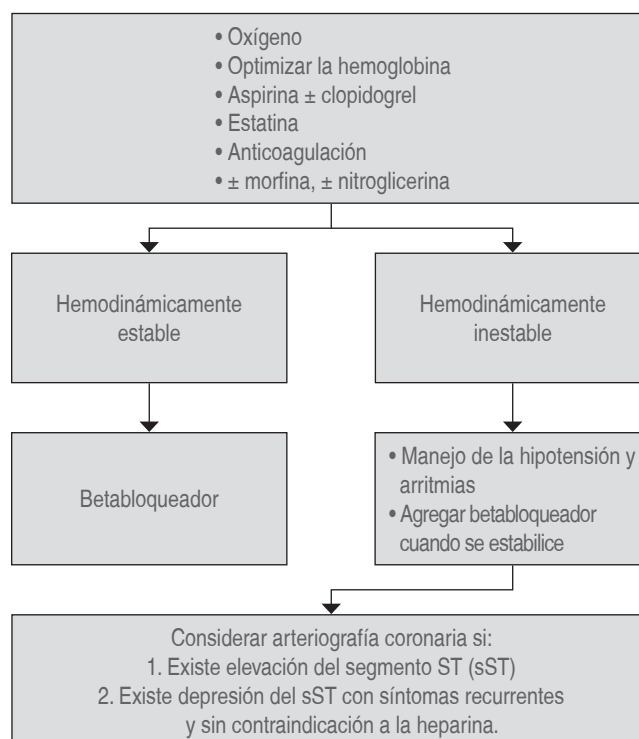 • Oxígeno
• Optimizar la hemoglobina
• Aspirina ± clopidogrel
• Estatina
• Anticoagulación
• ± morfina, ± nitroglicerina
Hemodinámicamente
estable
Hemodinámicamente
inestable
Betabloqueador
• Manejo de la hipotensión y
arritmias
• Agregar betabloqueador
cuando se estabilice
Considerar arteriografía coronaria si:
1. Existe elevación del segmento ST (sST)
2. Existe depresión del sST con síntomas recurrentes
y sin contraindicación a la heparina.